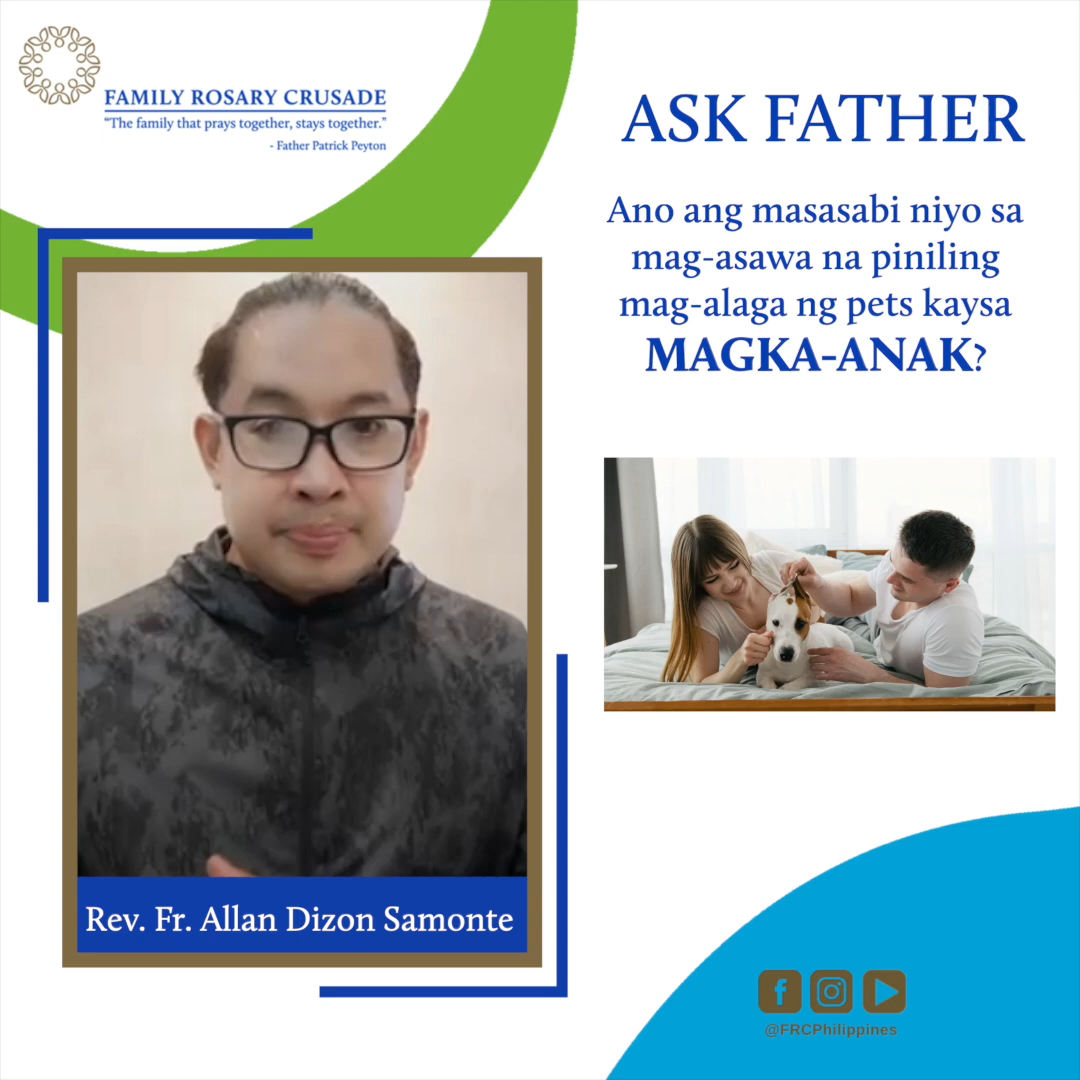 FAMILY ROSARY CRUSADE
“The family that prays together, stays together.”
- Father Patrick Peyton
ASK FATHER
Ano ang masasabi niyo sa
mag-asawa na piniling
mag-alaga ng pets kaysa
MAGKA-ANAK?
Rev. Fr. Allan Dizon Samonte
@FRCPhilippines